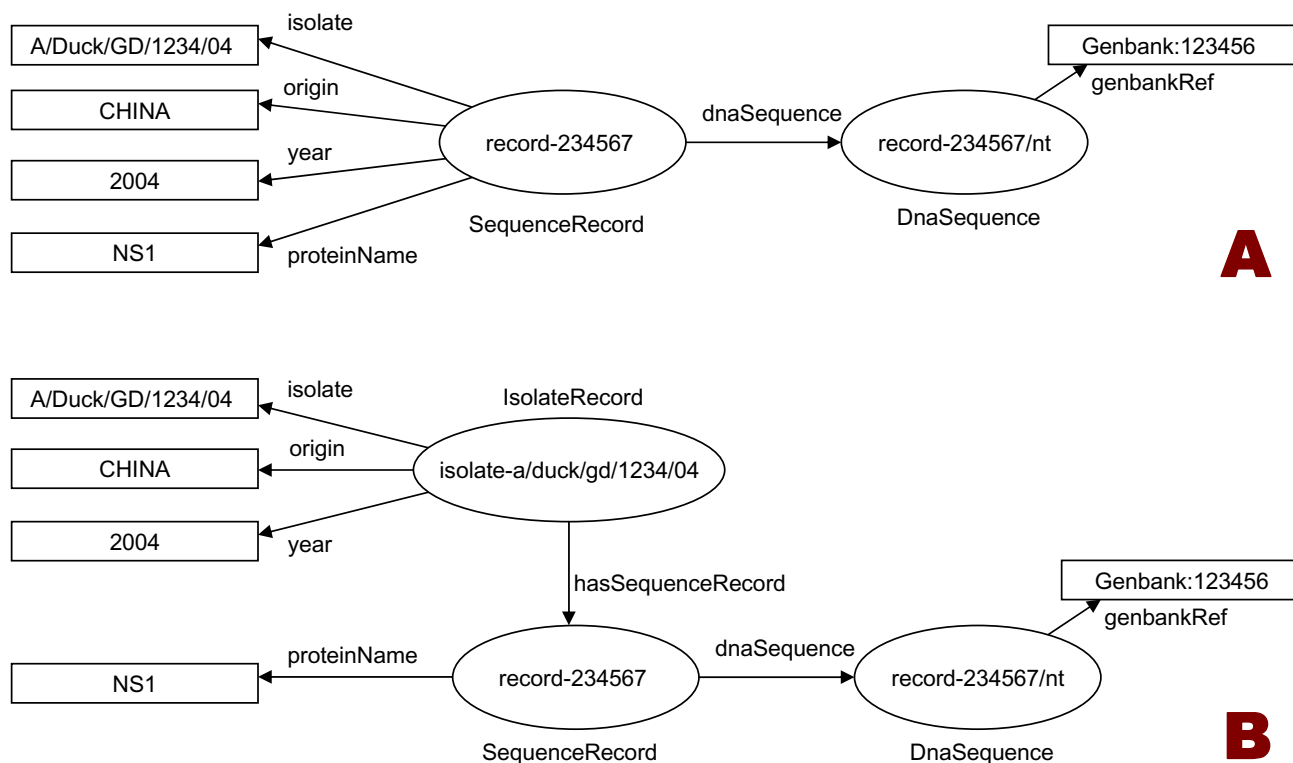 isolate
A/Duck/GD/1234/04
Genbank:123456
genbankRef
origin
CHINA
dnaSequence
record-234567
record-234567/nt
year
2004
SequenceRecord
DnaSequence
NS1
proteinName
A
isolate
A/Duck/GD/1234/04
IsolateRecord
origin
CHINA
isolate-a/duck/gd/1234/04
2004
year
hasSequenceRecord
Genbank:123456
genbankRef
proteinName
dnaSequence
NS1
record-234567
record-234567/nt
SequenceRecord
DnaSequence
B